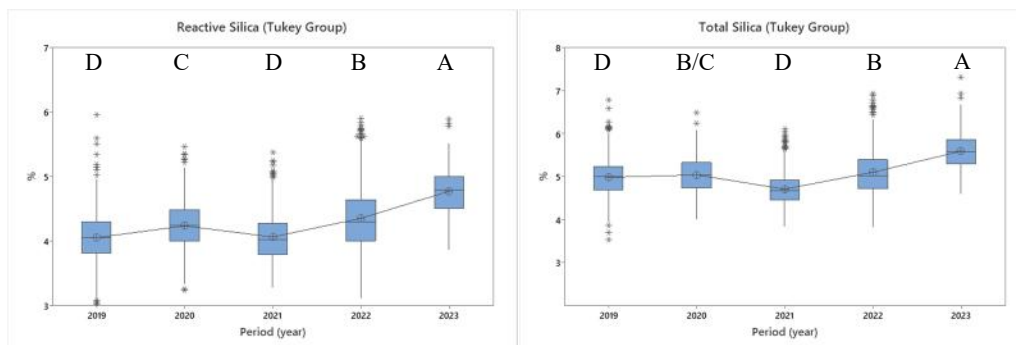 Reactive Silica (Tukey Group)
7
6
5
4
3
%
D C D B A
2019 2020 2021 2022 2023
Period (year)
Total Silica (Tukey Group)
8
7
6
5
4
3
%
D B/C D B A
2019 2020 2021 2022 2023
Period (year)